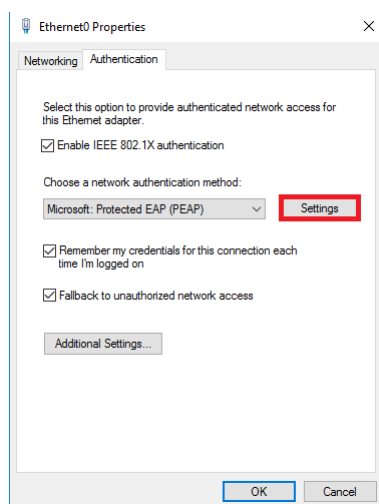 Ethernet0 Properties
Networking Authentication
Select this option to provide authenticated network access for
this Ethernet adapter.
Enable IEEE 802.1X authentication
Choose a network authentication method:
Microsoft: Protected EAP (PEAP) Settings
Remember my credentials for this connection each
time I'm logged on
Fallback to unauthorized network access
Additional Settings...
OK Cancel